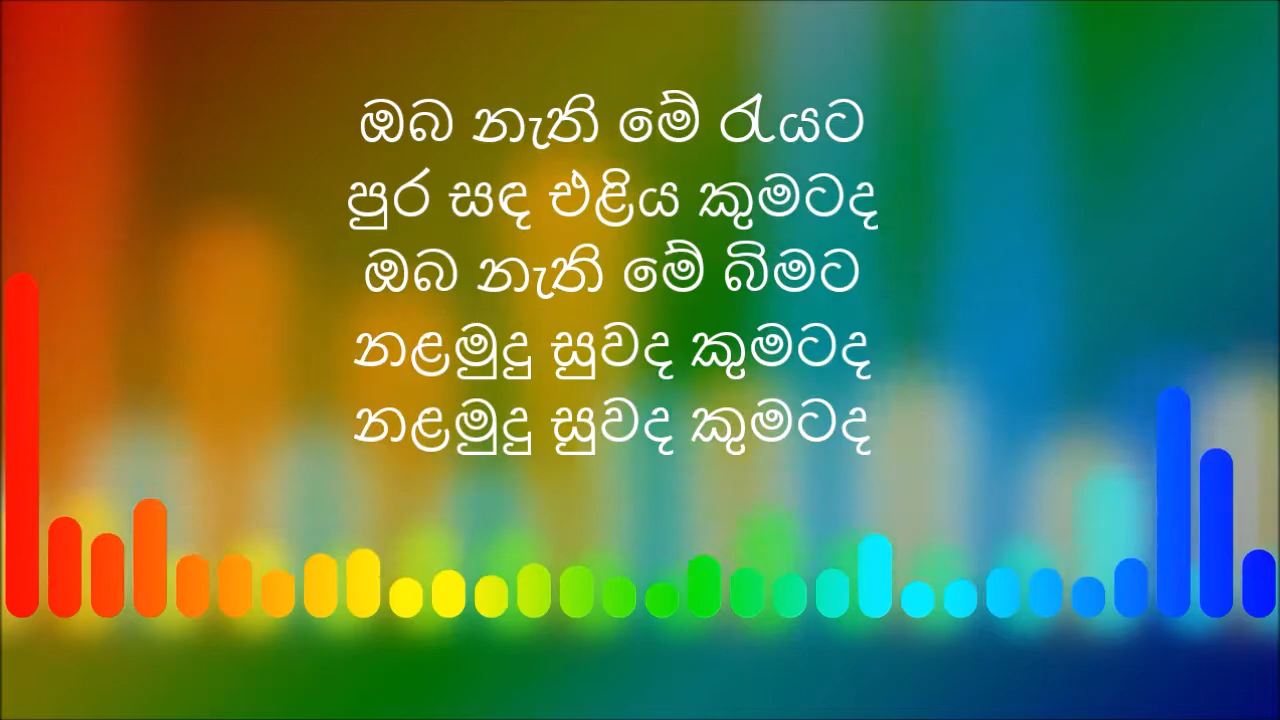 ඔබ නැති මේ රැයට
පුර සඳ එළිය කුමටද
ඔබ නැති මේ බිමට
නළමුදු සුවද කුමටද
නළමුදු සුවද කුමටද